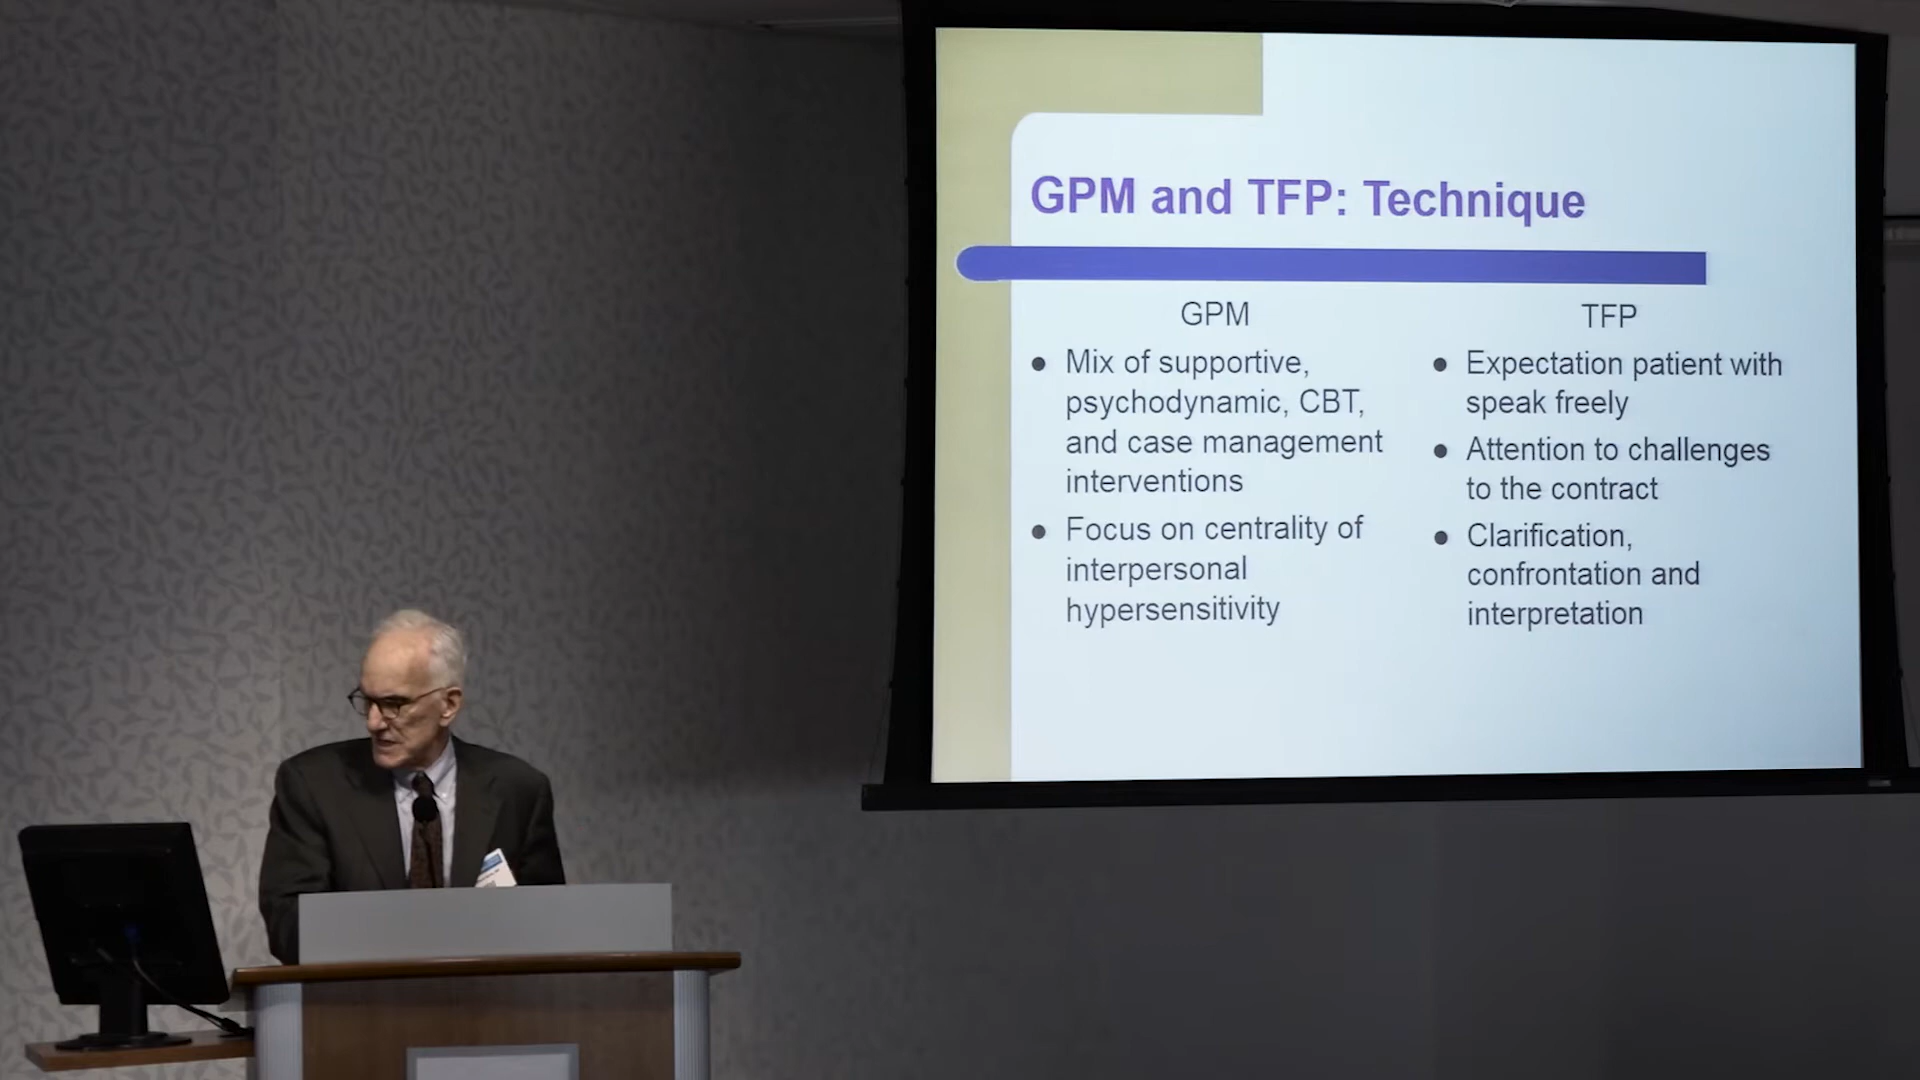 GPM and TFP: Technique
GPM
● Mix of supportive,
psychodynamic, CBT,
and case management
interventions
● Focus on centrality of
interpersonal
hypersensitivity
TFP
● Expectation patient with
speak freely
● Attention to challenges
to the contract
● Clarification,
confrontation and
interpretation